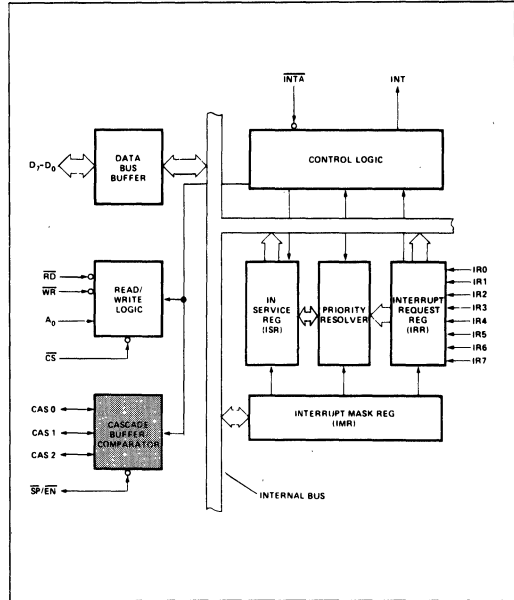 INTA
INT
D7-D0
DATA
BUS
BUFFER
CONTROL LOGIC
RD
WR
A0
CS
READ/
WRITE
LOGIC
IN
SERVICE
REG
(ISR)
PRIORITY
RESOLVER
INTERRUPT
REQUEST
REG
(IRR)
IR0
IR1
IR2
IR3
IR4
IR5
IR6
IR7
CAS 0
CAS 1
CAS 2
CASCADE
BUFFER
COMPARATOR
SP/EN
INTERRUPT MASK REG
(IMR)
INTERNAL BUS